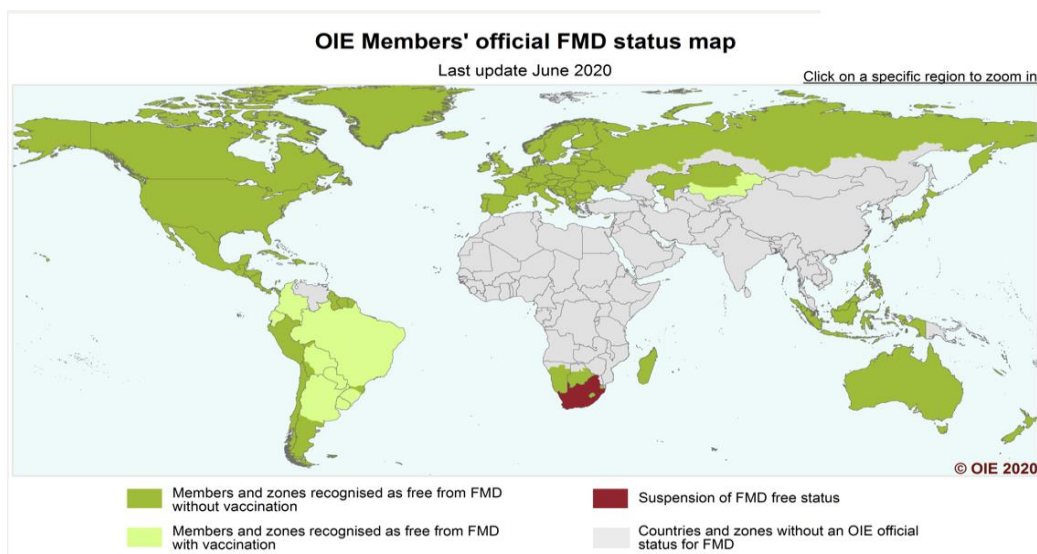 OIE Members' official FMD status map
Last update June 2020
Click on a specific region to zoom in
© OIE 2020
Members and zones recognised as free from FMD
without vaccination
Members and zones recognised as free from FMD
with vaccination
Suspension of FMD free status
Countries and zones without an OIE official
status for FMD